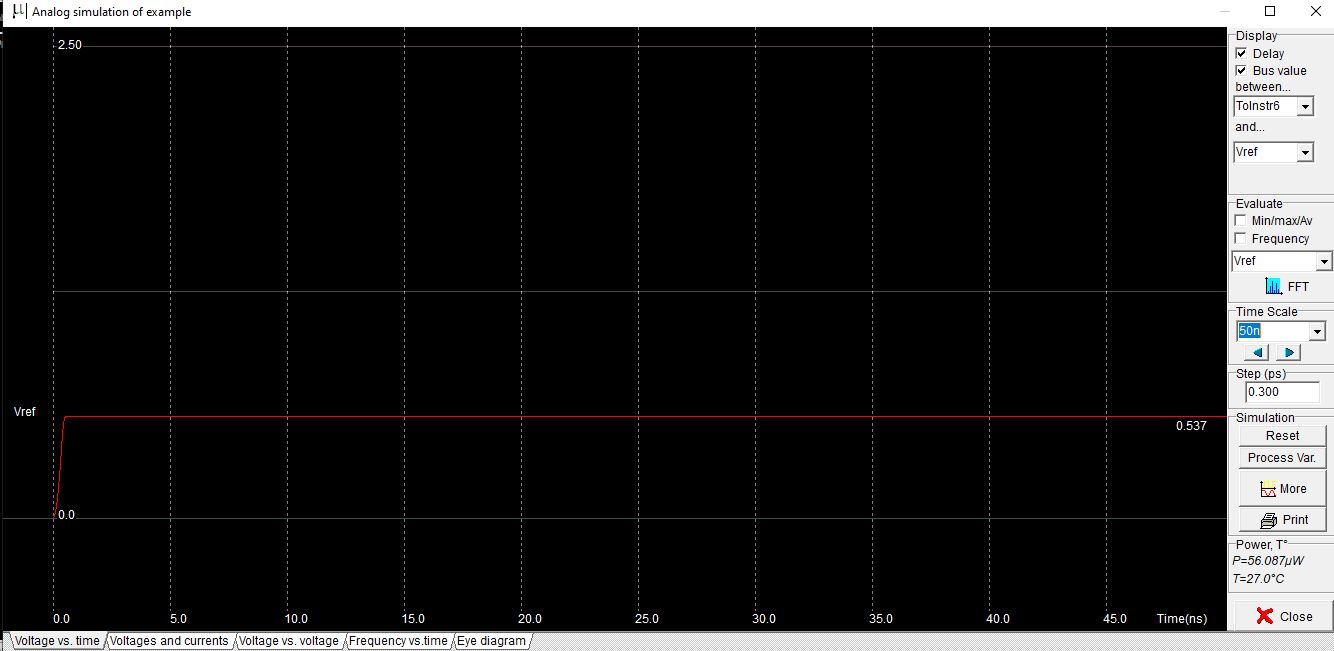 Analog simulation of example
2.50
Vref
0.537
0.0
0.0 5.0 10.0 15.0 20.0 25.0 30.0 35.0 40.0 45.0 Time(ns)
Voltage vs. time Voltages and currents Voltage vs. voltage Frequency vs.time Eye diagram
Display
Delay
Bus value
between...
ToInstr6
and...
Vref
Evaluate
Min/max/Av
Frequency
Vref
FFT
Time Scale
50n
Step (ps)
0.300
Simulation
Reset
Process Var.
More
Print
Power, T°
P=56.087µW
T=27.0°C
Close